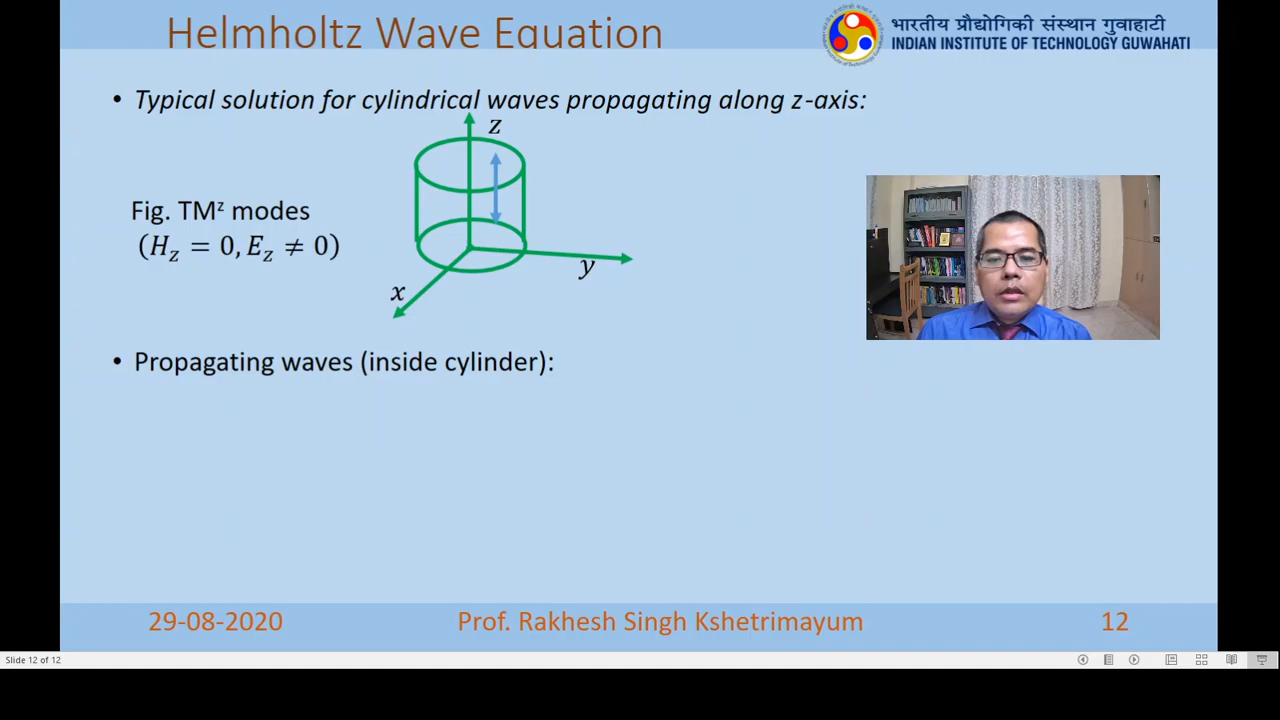 Helmholtz Wave Equation
भारतीय प्रौद्योगिकी संस्थान गुवाहाटी
INDIAN INSTITUTE OF TECHNOLOGY GUWAHATI
• Typical solution for cylindrical waves propagating along z-axis:
z
Fig. TMᶻ modes
(H_z = 0, E_z ≠ 0)
y
x
• Propagating waves (inside cylinder):
29-08-2020
Prof. Rakhesh Singh Kshetrimayum
12
Slide 12 of 12